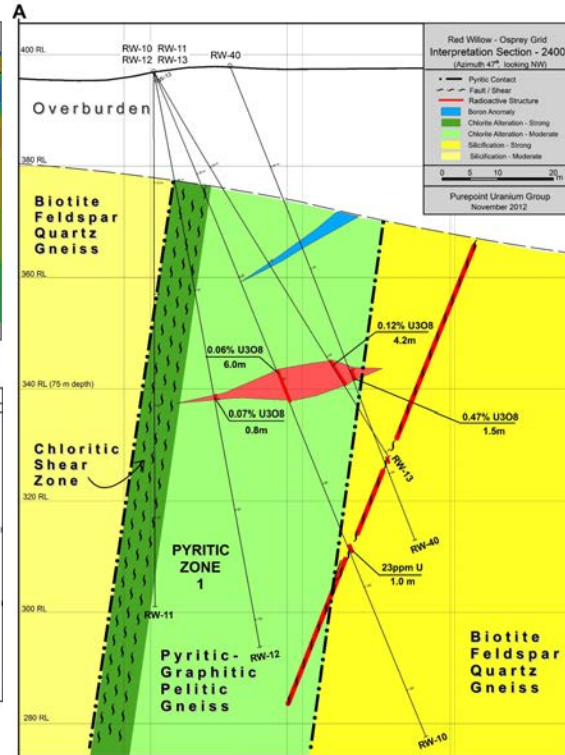 A
RW-10 RW-11
RW-12 RW-13
RW-40
400 RL
Overburden
380 RL
Biotite
Feldspar
Quartz
Gneiss
360 RL
0.06% U3O8
6.0m
0.12% U3O8
4.2m
340 RL (75 m depth)
0.07% U3O8
0.8m
0.47% U3O8
1.5m
Chloritic
Shear
Zone
RW-13
320 RL
RW-40
PYRITIC
ZONE
1
23ppm U
1.0 m
300 RL
RW-11
RW-12
Pyritic-
Graphitic
Pelitic
Gneiss
Biotite
Feldspar
Quartz
Gneiss
RW-10
280 RL
Red Willow - Osprey Grid
Interpretation Section - 2400
(Azimuth 47°, looking NW)
Pyritic Contact
Fault / Shear
Radioactive Structure
Boron Anomaly
Chlorite Alteration - Strong
Chlorite Alteration - Moderate
Silicification - Strong
Silicification - Moderate
0 5 10 20
m
Purepoint Uranium Group
November 2012